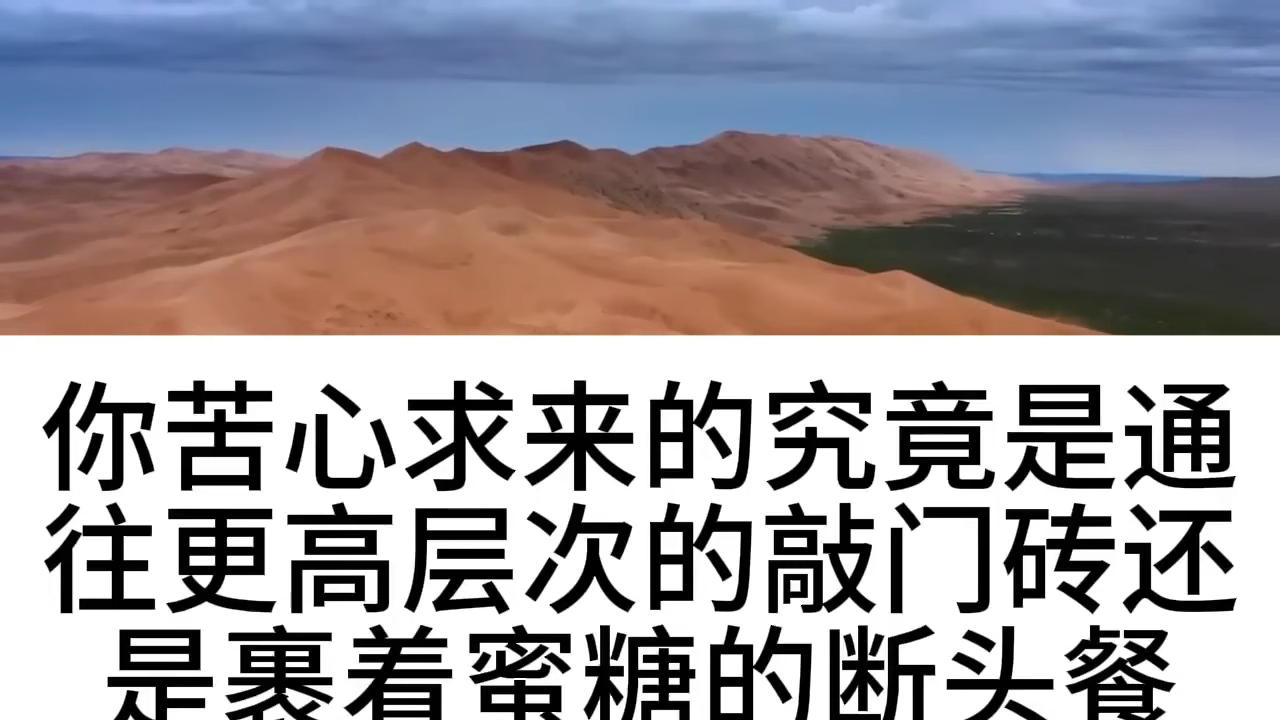 你苦心求来的究竟是通
往更高层次的敲门砖还
是裹着蜜糖的断头餐